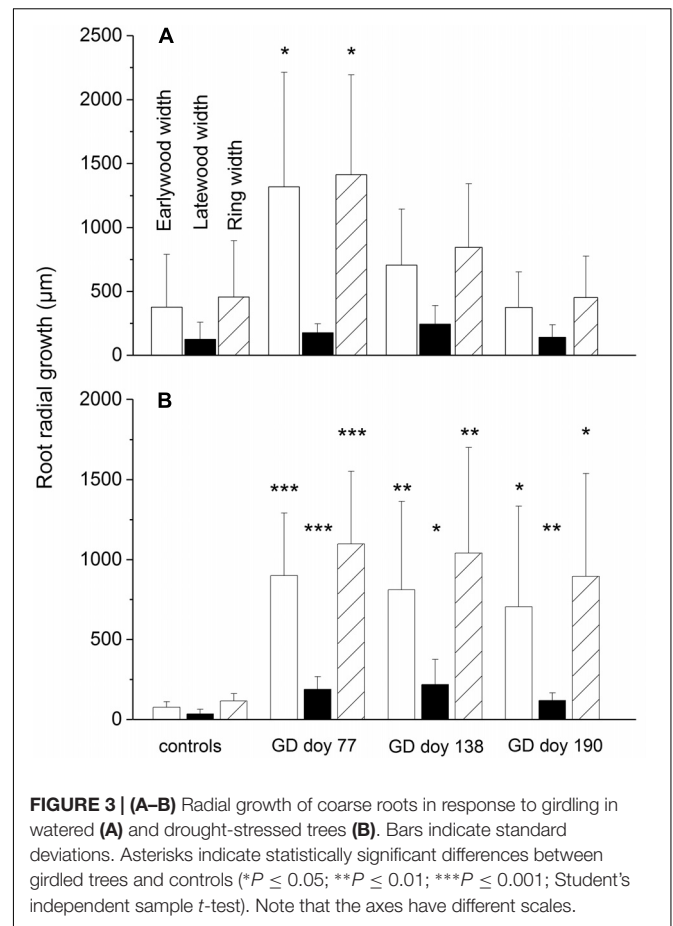 A
2500
2000
1500
1000
500
0
* *
Earlywood width
Latewood width
Ring width
Root radial growth (µm)
B
2000
1500
1000
500
0
*** *** ***
** * **
* ** *
controls GD doy 77 GD doy 138 GD doy 190
FIGURE 3 | (A–B) Radial growth of coarse roots in response to girdling in
watered (A) and drought-stressed trees (B). Bars indicate standard
deviations. Asterisks indicate statistically significant differences between
girdled trees and controls (*P ≤ 0.05; **P ≤ 0.01; ***P ≤ 0.001; Student's
independent sample t-test). Note that the axes have different scales.